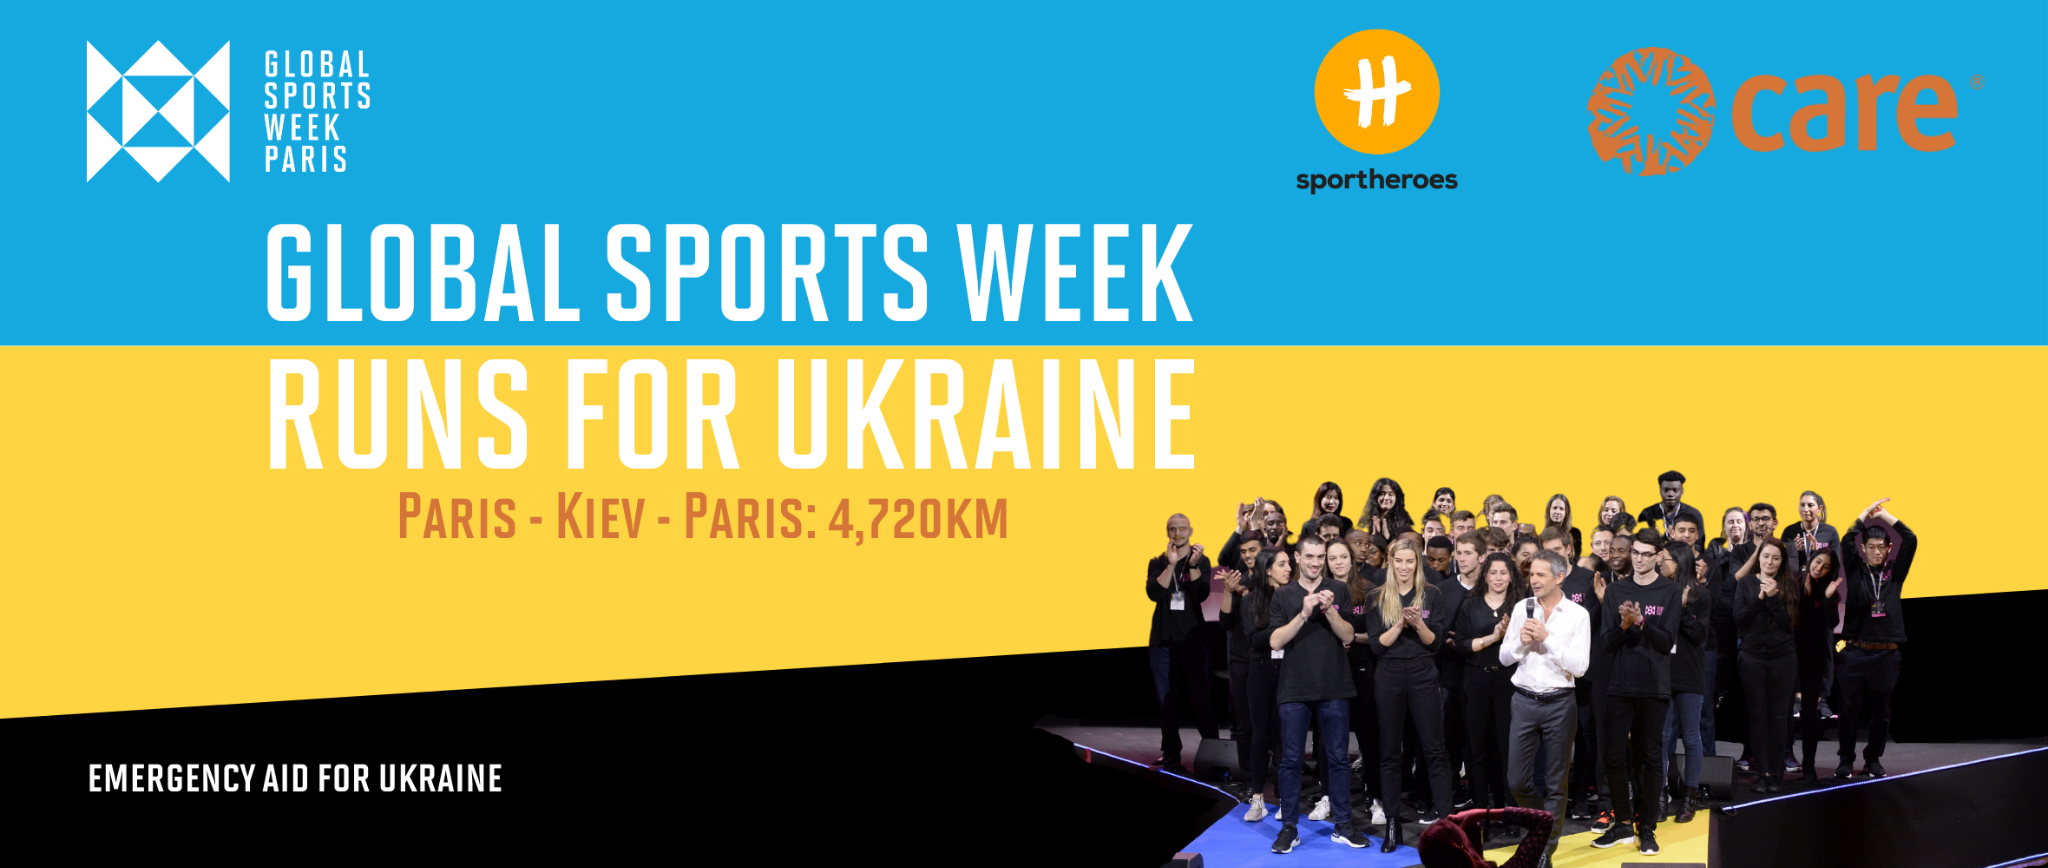 GLOBAL
SPORTS
WEEK
PARIS
sportheroes
care ®
GLOBAL SPORTS WEEK
RUNS FOR UKRAINE
PARIS - KIEV - PARIS: 4,720KM
EMERGENCY AID FOR UKRAINE